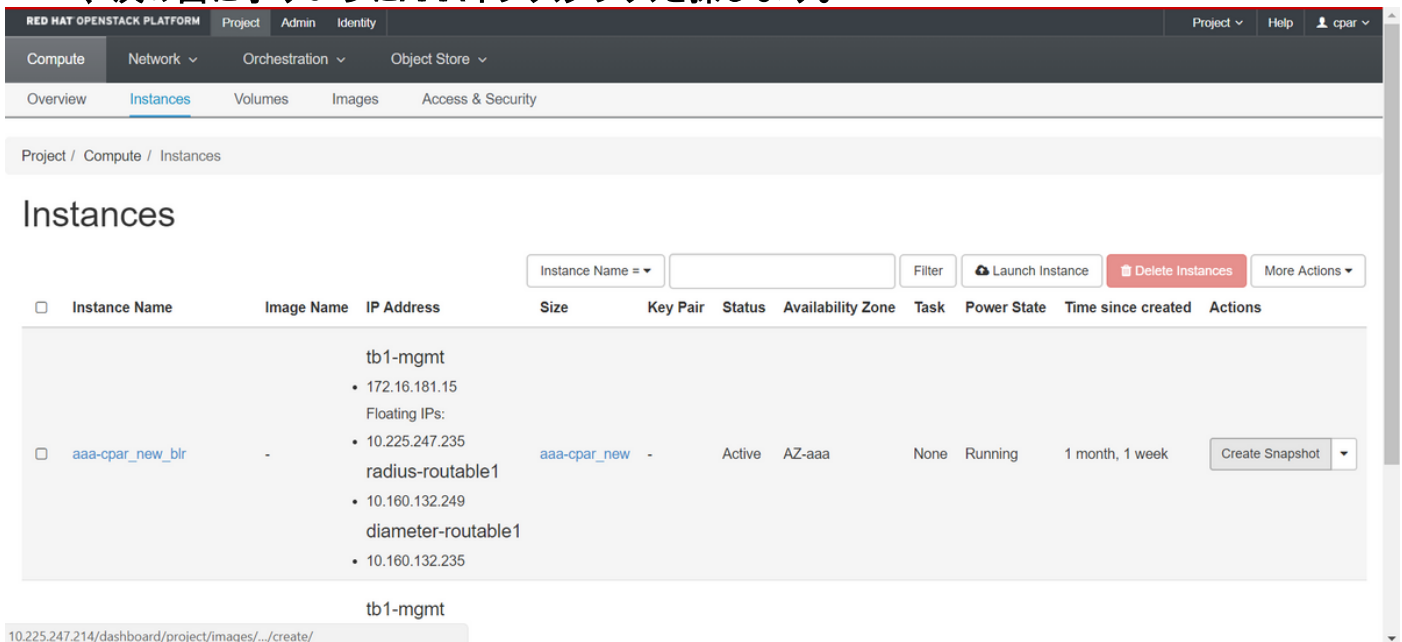 RED HAT OPENSTACK PLATFORM Project Admin Identity Project Help cpar
Compute Network Orchestration Object Store
Overview Instances Volumes Images Access & Security
Project / Compute / Instances
Instances
Instance Name = Filter Launch Instance Delete Instances More Actions
Instance Name Image Name IP Address Size Key Pair Status Availability Zone Task Power State Time since created Actions
tb1-mgmt
• 172.16.181.15
Floating IPs:
• 10.225.247.235
aaa-cpar_new_blr - aaa-cpar_new - Active AZ-aaa None Running 1 month, 1 week Create Snapshot
radius-routable1
• 10.160.132.249
diameter-routable1
• 10.160.132.235
tb1-mgmt
10.225.247.214/dashboard/project/images/.../create/